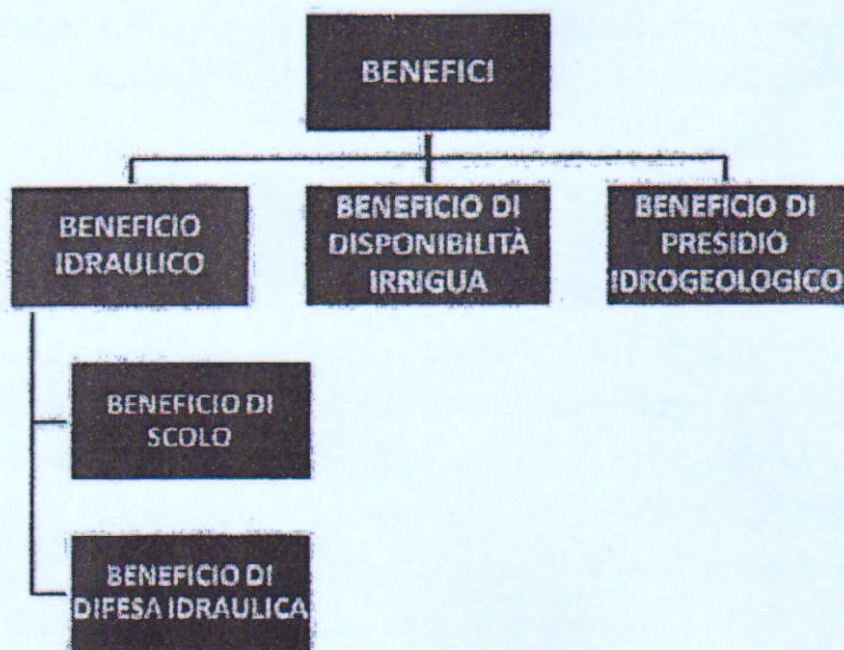 BENEFICI
BENEFICIO
IDRAULICO
BENEFICIO DI
DISPONIBILITÀ
IRRIGUA
BENEFICIO DI
PRESIDIO
IDROGEOLOGICO
BENEFICIO DI
SCOLO
BENEFICIO DI
DIFESA IDRAULICA